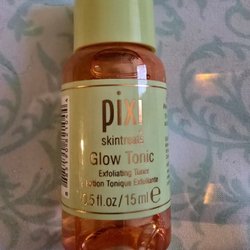 pixi
skintreats
Glow Tonic
Exfoliating Toner
Lotion Tonique Exfoliante
0.5 fl.oz/15ml ℮